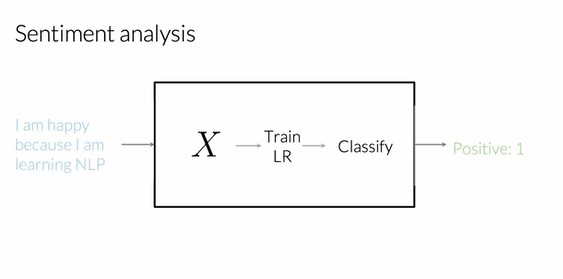 Sentiment analysis
I am happy
because I am
learning NLP
X
Train
LR
Classify
Positive: 1